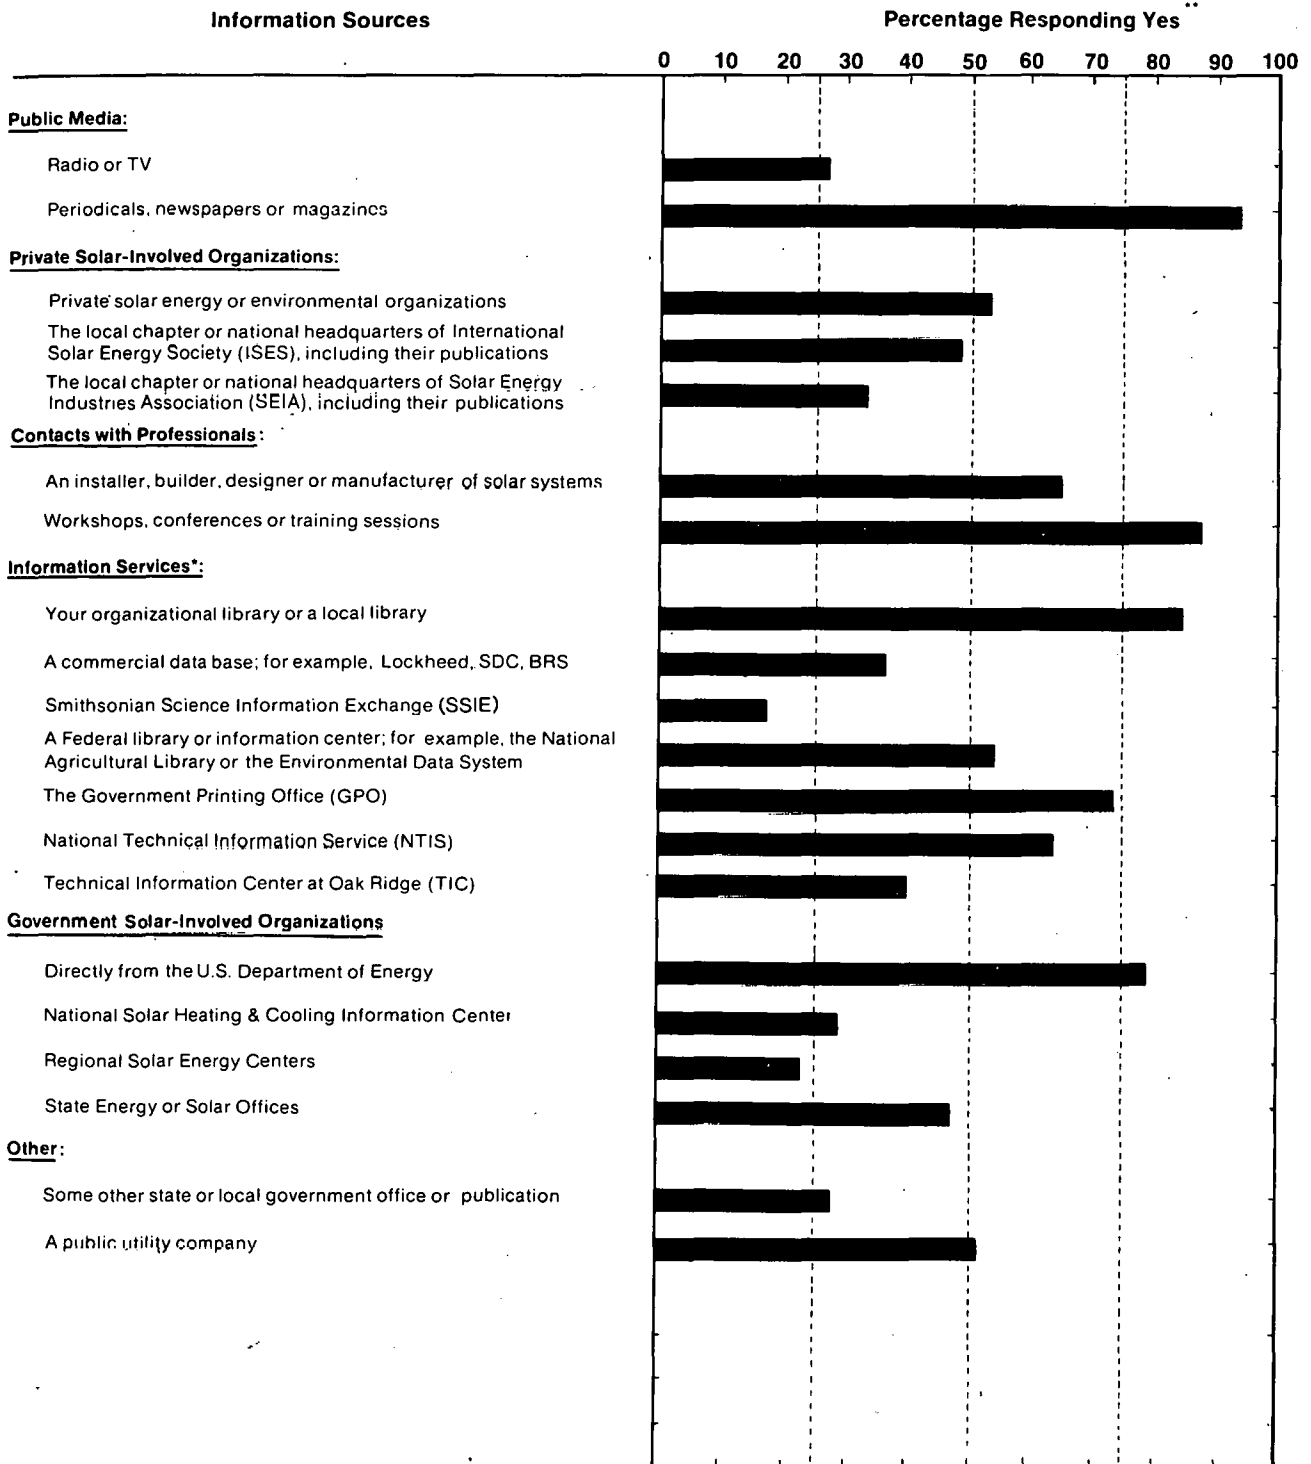 Information Sources
Percentage Responding Yes**
0 10 20 30 40 50 60 70 80 90 100
Public Media:
Radio or TV
Periodicals, newspapers or magazines
Private Solar-Involved Organizations:
Private solar energy or environmental organizations
The local chapter or national headquarters of International
Solar Energy Society (ISES), including their publications
The local chapter or national headquarters of Solar Energy
Industries Association (SEIA), including their publications
Contacts with Professionals:
An installer, builder, designer or manufacturer of solar systems
Workshops, conferences or training sessions
Information Services*:
Your organizational library or a local library
A commercial data base; for example, Lockheed, SDC, BRS
Smithsonian Science Information Exchange (SSIE)
A Federal library or information center; for example, the National
Agricultural Library or the Environmental Data System
The Government Printing Office (GPO)
National Technical Information Service (NTIS)
Technical Information Center at Oak Ridge (TIC)
Government Solar-Involved Organizations
Directly from the U.S. Department of Energy
National Solar Heating & Cooling Information Center
Regional Solar Energy Centers
State Energy or Solar Offices
Other:
Some other state or local government office or publication
A public utility company